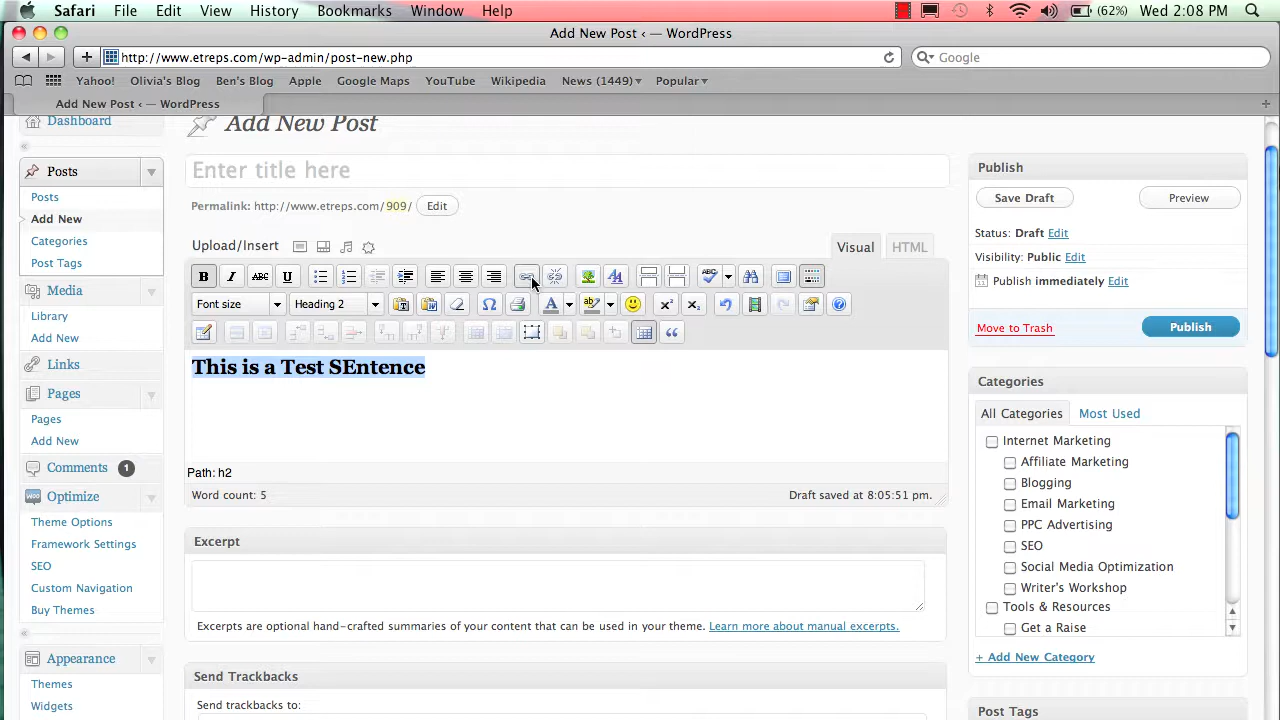 Safari File Edit View History Bookmarks Window Help (62%) Wed 2:08 PM
Add New Post ‹ — WordPress
http://www.etreps.com/wp-admin/post-new.php Google
Yahoo! Olivia's Blog Ben's Blog Apple Google Maps YouTube Wikipedia News (1449) Popular
Add New Post ‹ — WordPress
Dashboard
Posts
Posts
Add New
Categories
Post Tags
Media
Library
Add New
Links
Pages
Pages
Add New
Comments 1
Optimize
Theme Options
Framework Settings
SEO
Custom Navigation
Buy Themes
Appearance
Themes
Widgets
Add New Post
Enter title here
Permalink: http://www.etreps.com/909/ Edit
Upload/Insert Visual HTML
B I ABC U
Font size Heading 2
This is a Test SEntence
Path: h2
Word count: 5 Draft saved at 8:05:51 pm.
Excerpt
Excerpts are optional hand-crafted summaries of your content that can be used in your theme. Learn more about manual excerpts.
Send Trackbacks
Send trackbacks to:
Publish
Save Draft Preview
Status: Draft Edit
Visibility: Public Edit
Publish immediately Edit
Move to Trash Publish
Categories
All Categories Most Used
Internet Marketing
Affiliate Marketing
Blogging
Email Marketing
PPC Advertising
SEO
Social Media Optimization
Writer's Workshop
Tools & Resources
Get a Raise
+ Add New Category
Post Tags